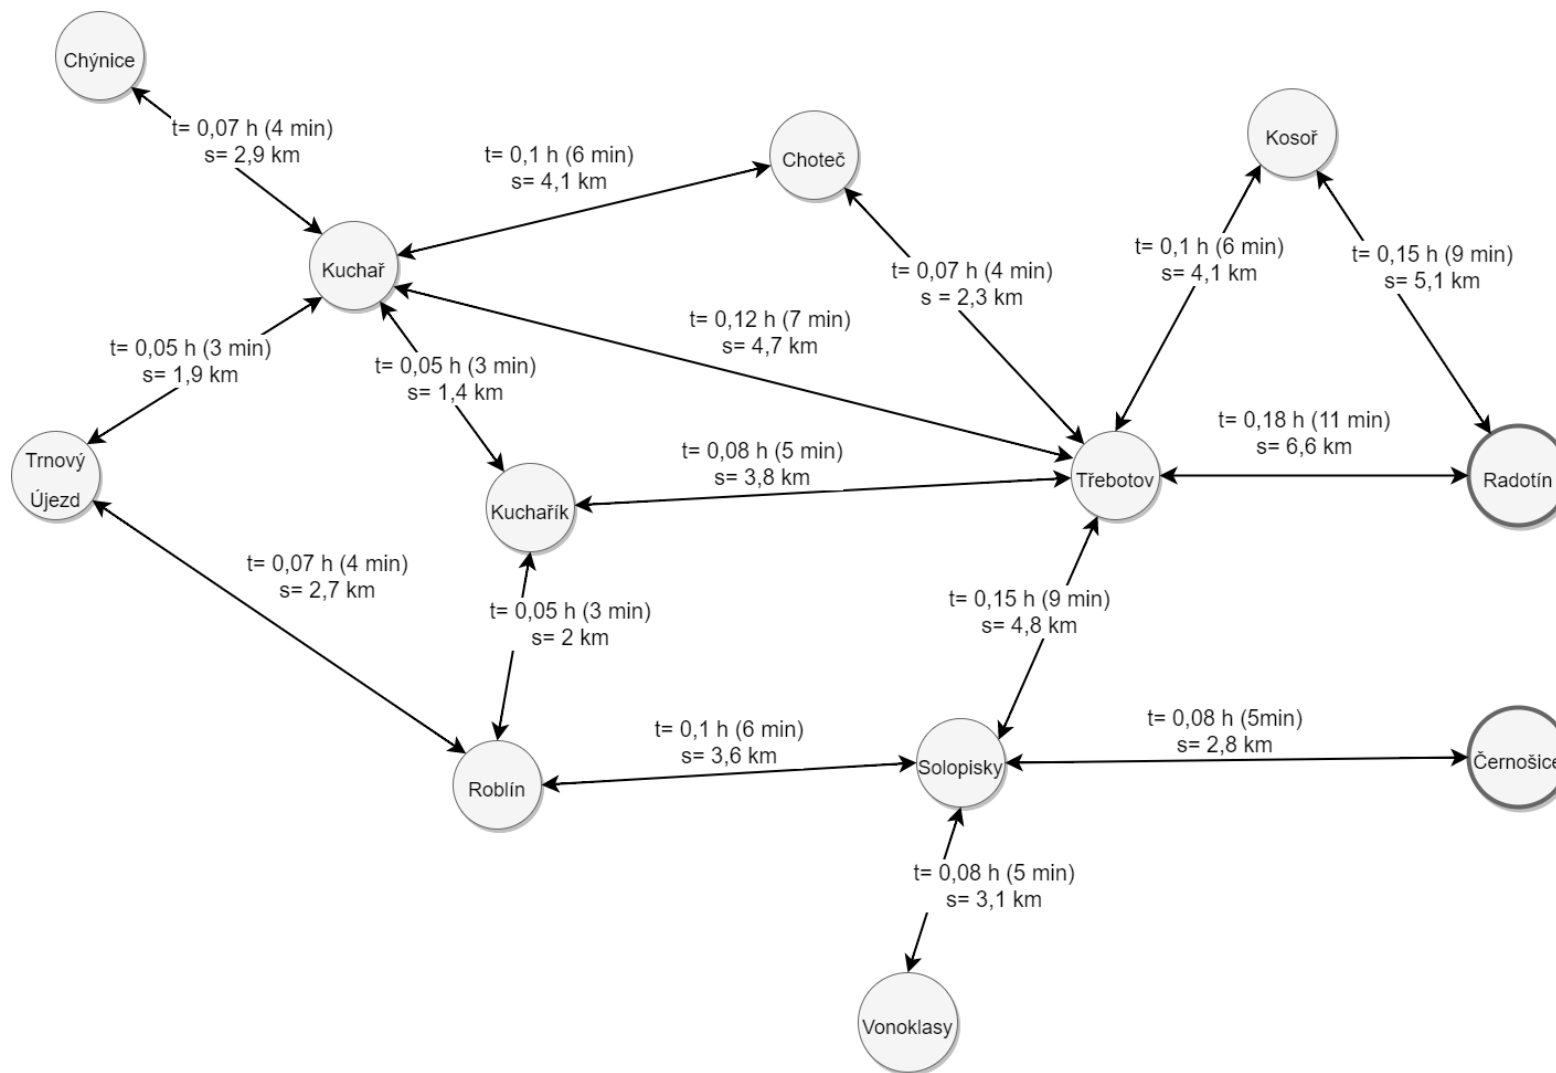 Chýnice
t= 0,07 h (4 min)
s= 2,9 km
t= 0,1 h (6 min)
s= 4,1 km
Choteč
Kosoř
Kuchař
t= 0,07 h (4 min)
s = 2,3 km
t= 0,1 h (6 min)
s= 4,1 km
t= 0,15 h (9 min)
s= 5,1 km
t= 0,12 h (7 min)
s= 4,7 km
t= 0,05 h (3 min)
s= 1,9 km
t= 0,05 h (3 min)
s= 1,4 km
t= 0,08 h (5 min)
s= 3,8 km
t= 0,18 h (11 min)
s= 6,6 km
Trnový
Újezd
Kuchařík
Třebotov
Radotín
t= 0,07 h (4 min)
s= 2,7 km
t= 0,05 h (3 min)
s= 2 km
t= 0,15 h (9 min)
s= 4,8 km
t= 0,1 h (6 min)
s= 3,6 km
t= 0,08 h (5min)
s= 2,8 km
Roblín
Solopisky
Černošice
t= 0,08 h (5 min)
s= 3,1 km
Vonoklasy